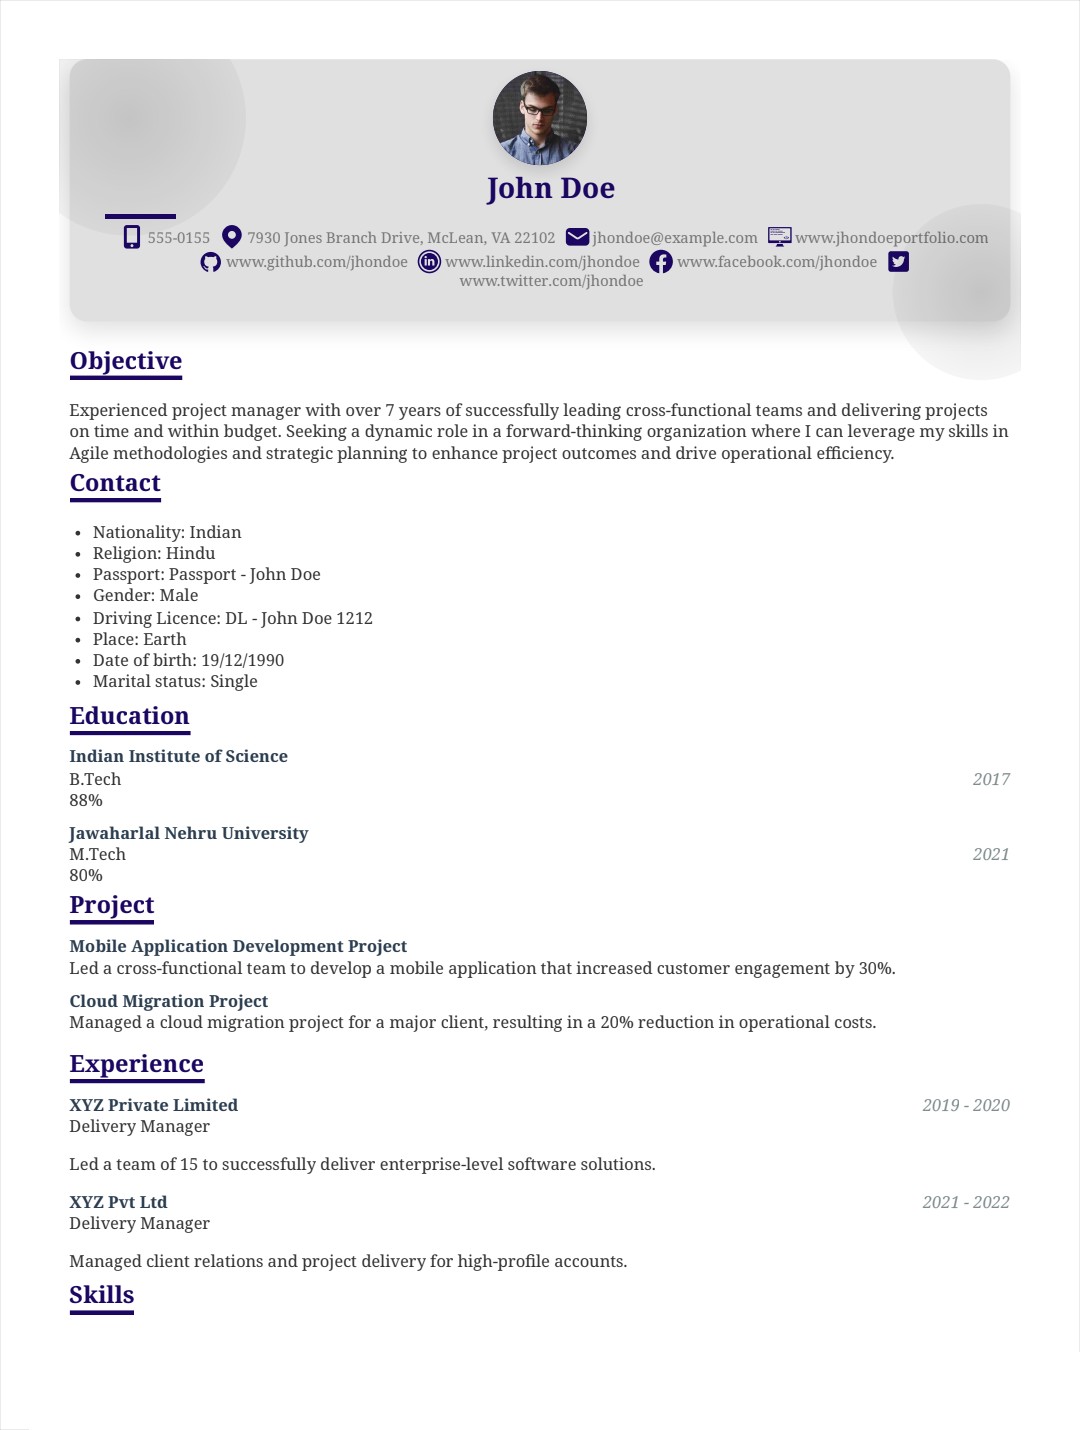 John Doe
555-0155 7930 Jones Branch Drive, McLean, VA 22102 jhondoe@example.com www.jhondoeportfolio.com
www.github.com/jhondoe www.linkedin.com/jhondoe www.facebook.com/jhondoe
www.twitter.com/jhondoe
Objective
Experienced project manager with over 7 years of successfully leading cross-functional teams and delivering projects
on time and within budget. Seeking a dynamic role in a forward-thinking organization where I can leverage my skills in
Agile methodologies and strategic planning to enhance project outcomes and drive operational efficiency.
Contact
• Nationality: Indian
• Religion: Hindu
• Passport: Passport - John Doe
• Gender: Male
• Driving Licence: DL - John Doe 1212
• Place: Earth
• Date of birth: 19/12/1990
• Marital status: Single
Education
Indian Institute of Science
B.Tech 2017
88%
Jawaharlal Nehru University
M.Tech 2021
80%
Project
Mobile Application Development Project
Led a cross-functional team to develop a mobile application that increased customer engagement by 30%.
Cloud Migration Project
Managed a cloud migration project for a major client, resulting in a 20% reduction in operational costs.
Experience
XYZ Private Limited 2019 - 2020
Delivery Manager
Led a team of 15 to successfully deliver enterprise-level software solutions.
XYZ Pvt Ltd 2021 - 2022
Delivery Manager
Managed client relations and project delivery for high-profile accounts.
Skills